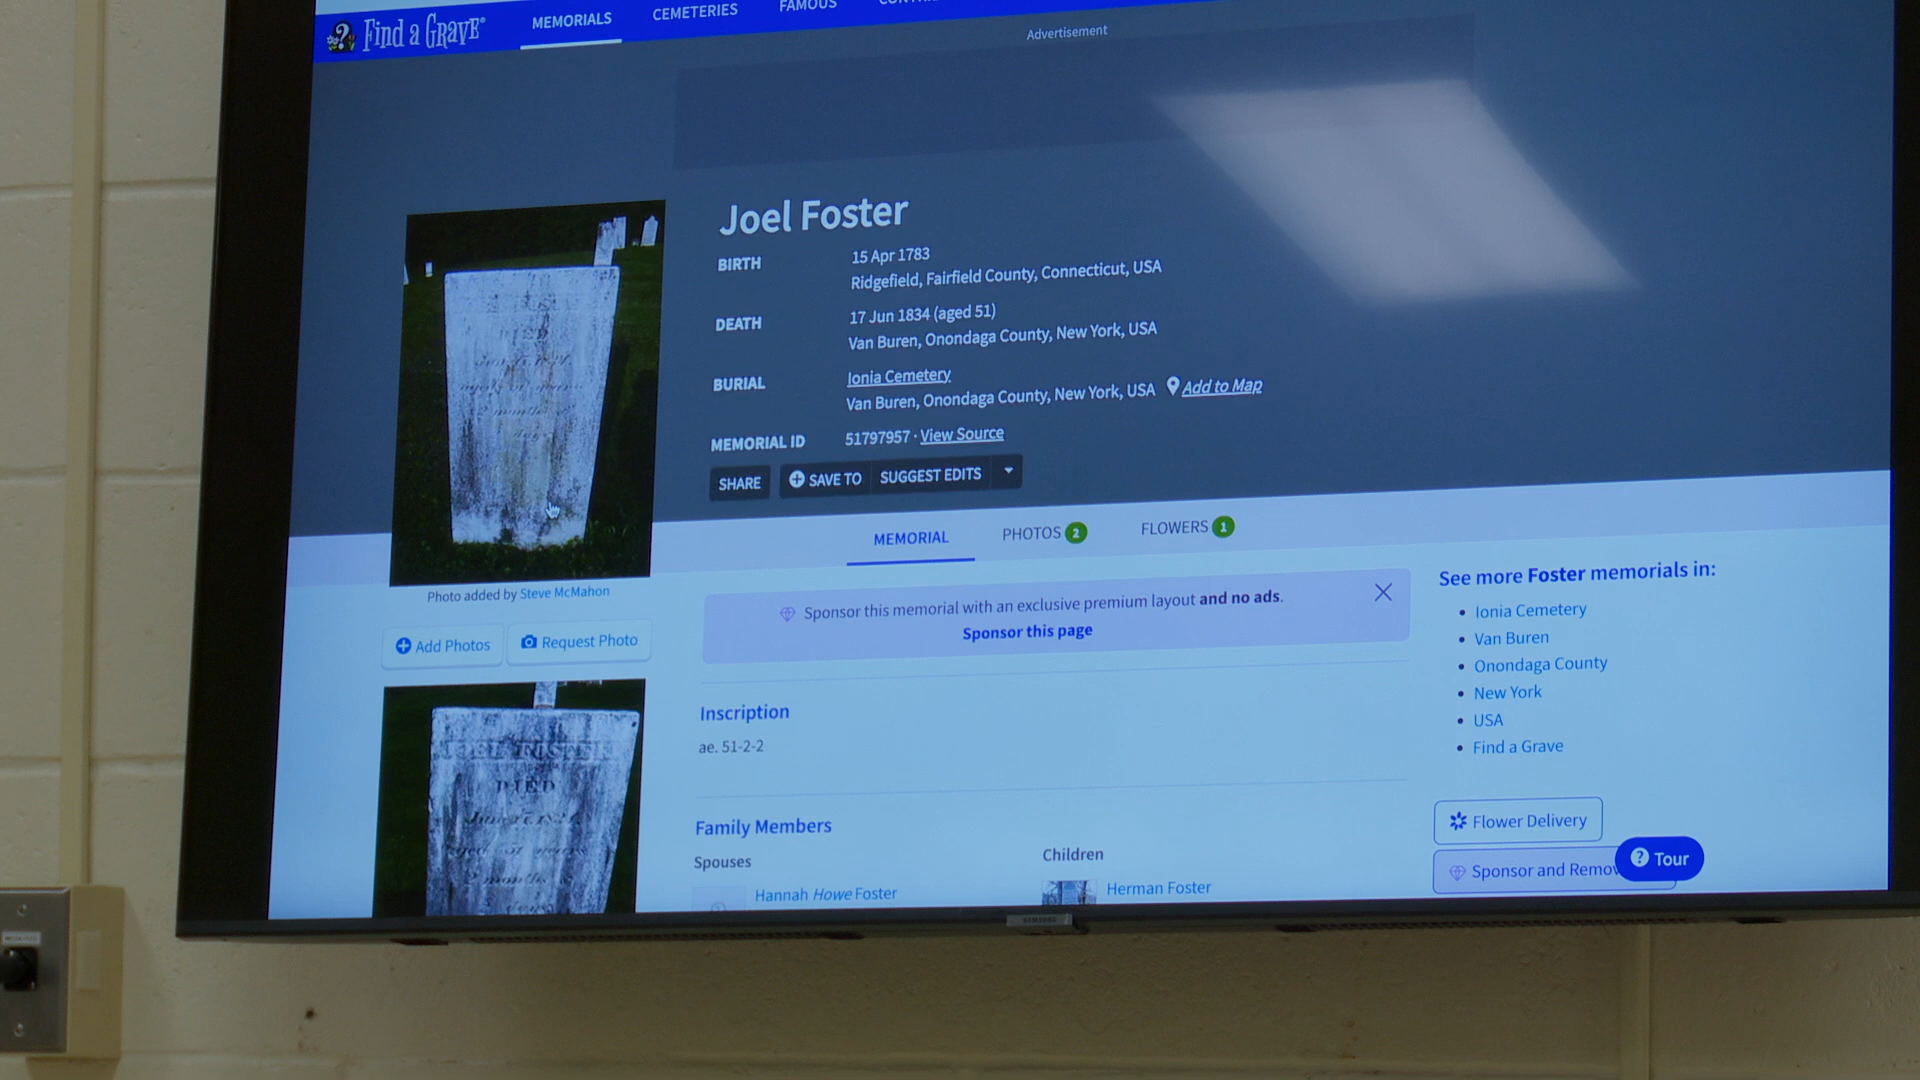 Find a Grave®
MEMORIALS
CEMETERIES
FAMOUS
Advertisement
Joel Foster
BIRTH
15 Apr 1783
Ridgefield, Fairfield County, Connecticut, USA
DEATH
17 Jun 1834 (aged 51)
Van Buren, Onondaga County, New York, USA
BURIAL
Ionia Cemetery
Van Buren, Onondaga County, New York, USA
Add to Map
MEMORIAL ID
51797957 · View Source
SHARE
SAVE TO
SUGGEST EDITS
MEMORIAL
PHOTOS 2
FLOWERS 1
Photo added by Steve McMahon
Add Photos
Request Photo
JOEL FOSTER
DIED
Sponsor this memorial with an exclusive premium layout and no ads.
Sponsor this page
Inscription
ae. 51-2-2
Family Members
Spouses
Hannah Howe Foster
Children
Herman Foster
See more Foster memorials in:
• Ionia Cemetery
• Van Buren
• Onondaga County
• New York
• USA
• Find a Grave
Flower Delivery
Sponsor and Remov
Tour
SAMSUNG